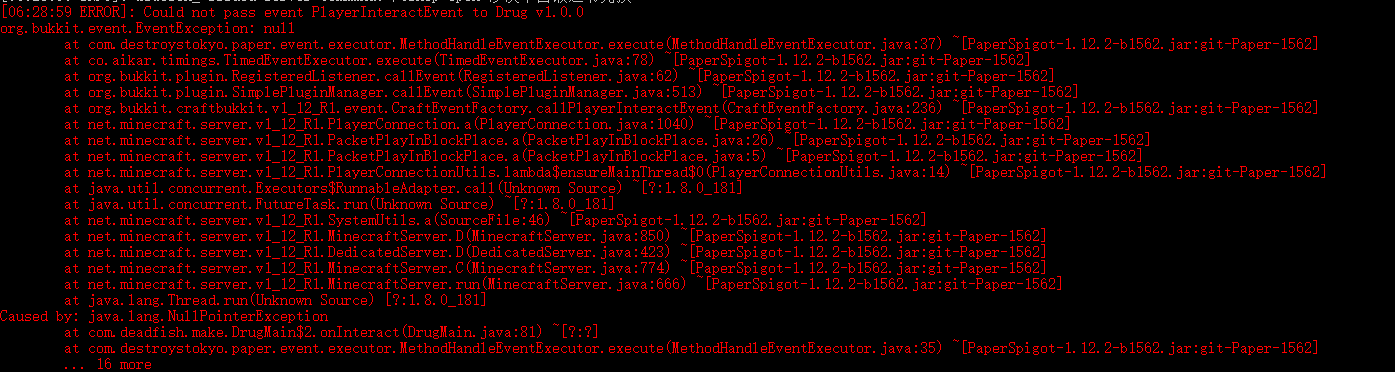 [06:28:59 ERROR]: Could not pass event PlayerInteractEvent to Drug v1.0.0
org.bukkit.event.EventException: null
at com.destroystokyo.paper.event.executor.MethodHandleEventExecutor.execute(MethodHandleEventExecutor.java:37) ~[PaperSpigot-1.12.2-b1562.jar:git-Paper-1562]
at co.aikar.timings.TimedEventExecutor.execute(TimedEventExecutor.java:78) ~[PaperSpigot-1.12.2-b1562.jar:git-Paper-1562]
at org.bukkit.plugin.RegisteredListener.callEvent(RegisteredListener.java:62) ~[PaperSpigot-1.12.2-b1562.jar:git-Paper-1562]
at org.bukkit.plugin.SimplePluginManager.callEvent(SimplePluginManager.java:513) ~[PaperSpigot-1.12.2-b1562.jar:git-Paper-1562]
at org.bukkit.craftbukkit.v1_12_R1.event.CraftEventFactory.callPlayerInteractEvent(CraftEventFactory.java:236) ~[PaperSpigot-1.12.2-b1562.jar:git-Paper-1562]
at net.minecraft.server.v1_12_R1.PlayerConnection.a(PlayerConnection.java:1040) ~[PaperSpigot-1.12.2-b1562.jar:git-Paper-1562]
at net.minecraft.server.v1_12_R1.PacketPlayInBlockPlace.a(PacketPlayInBlockPlace.java:26) ~[PaperSpigot-1.12.2-b1562.jar:git-Paper-1562]
at net.minecraft.server.v1_12_R1.PacketPlayInBlockPlace.a(PacketPlayInBlockPlace.java:5) ~[PaperSpigot-1.12.2-b1562.jar:git-Paper-1562]
at net.minecraft.server.v1_12_R1.PlayerConnectionUtils.lambda$ensureMainThread$0(PlayerConnectionUtils.java:14) ~[PaperSpigot-1.12.2-b1562.jar:git-Paper-1562]
at java.util.concurrent.Executors$RunnableAdapter.call(Unknown Source) ~[?:1.8.0_181]
at java.util.concurrent.FutureTask.run(Unknown Source) ~[?:1.8.0_181]
at net.minecraft.server.v1_12_R1.SystemUtils.a(SourceFile:46) ~[PaperSpigot-1.12.2-b1562.jar:git-Paper-1562]
at net.minecraft.server.v1_12_R1.MinecraftServer.D(MinecraftServer.java:850) ~[PaperSpigot-1.12.2-b1562.jar:git-Paper-1562]
at net.minecraft.server.v1_12_R1.DedicatedServer.D(DedicatedServer.java:423) ~[PaperSpigot-1.12.2-b1562.jar:git-Paper-1562]
at net.minecraft.server.v1_12_R1.MinecraftServer.C(MinecraftServer.java:774) ~[PaperSpigot-1.12.2-b1562.jar:git-Paper-1562]
at net.minecraft.server.v1_12_R1.MinecraftServer.run(MinecraftServer.java:666) ~[PaperSpigot-1.12.2-b1562.jar:git-Paper-1562]
at java.lang.Thread.run(Unknown Source) [?:1.8.0_181]
Caused by: java.lang.NullPointerException
at com.deadfish.make.DrugMain$2.onInteract(DrugMain.java:81) ~[?:?]
at com.destroystokyo.paper.event.executor.MethodHandleEventExecutor.execute(MethodHandleEventExecutor.java:35) ~[PaperSpigot-1.12.2-b1562.jar:git-Paper-1562]
... 16 more